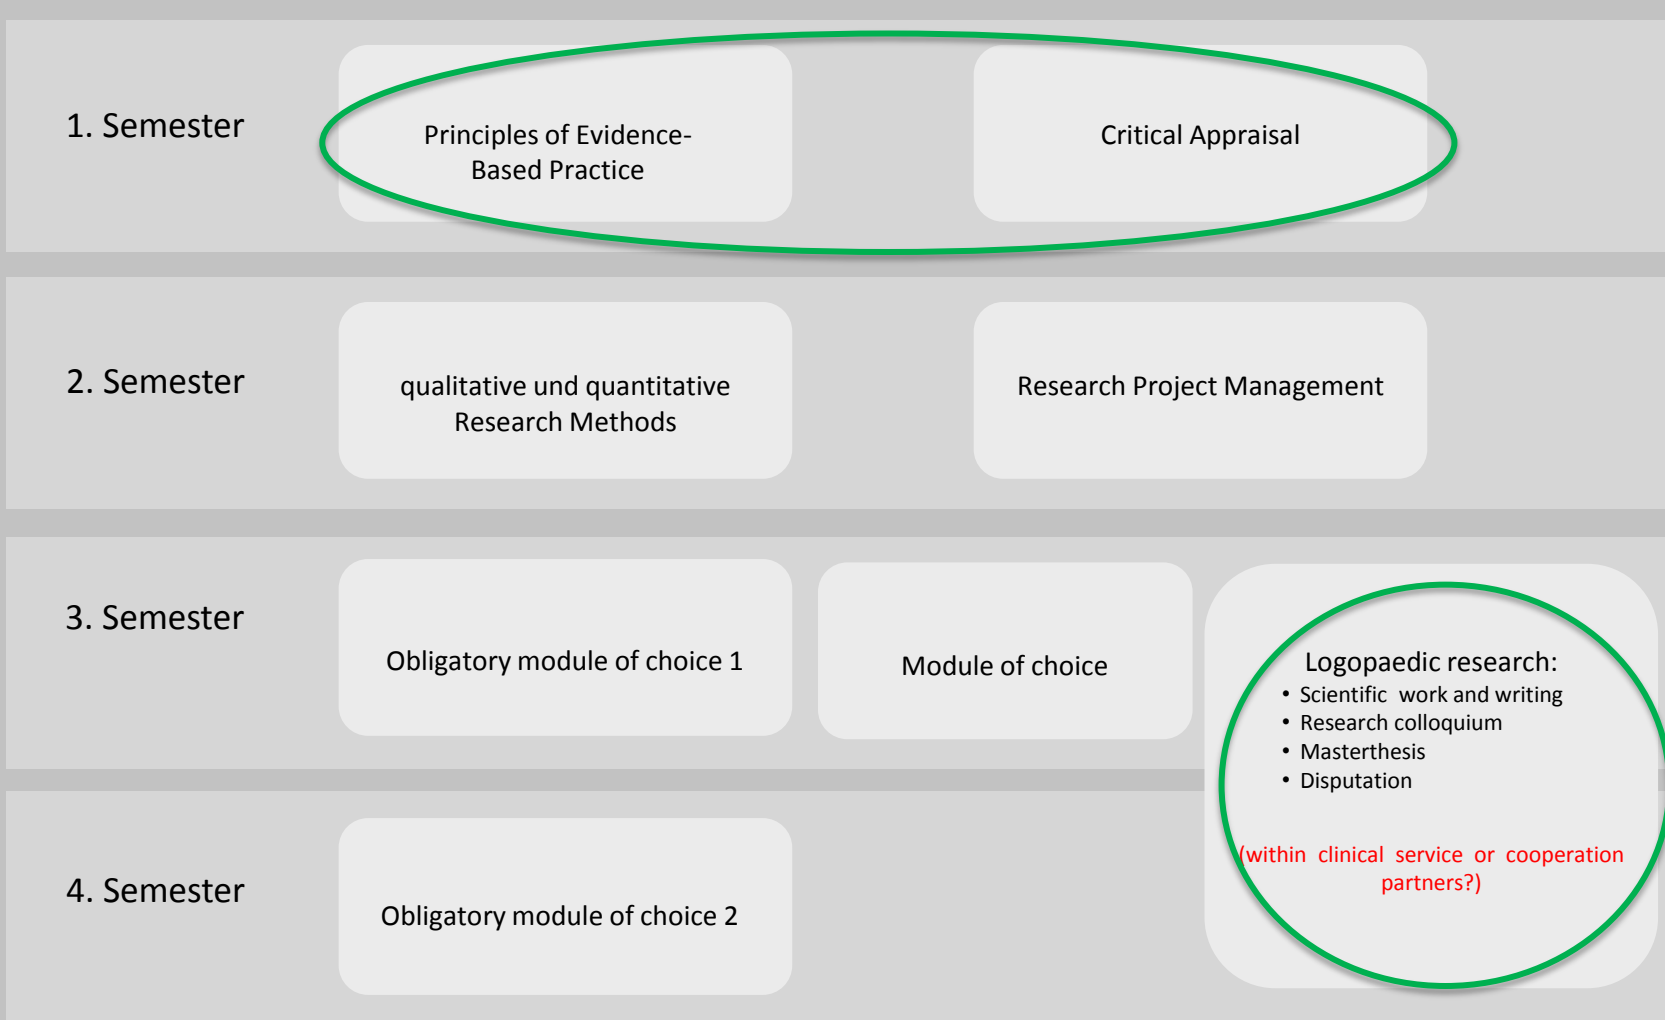 1. Semester
Principles of Evidence-
Based Practice
Critical Appraisal
2. Semester
qualitative und quantitative
Research Methods
Research Project Management
3. Semester
Obligatory module of choice 1
Module of choice
Logopaedic research:
• Scientific work and writing
• Research colloquium
• Masterthesis
• Disputation
(within clinical service or cooperation
partners?)
4. Semester
Obligatory module of choice 2